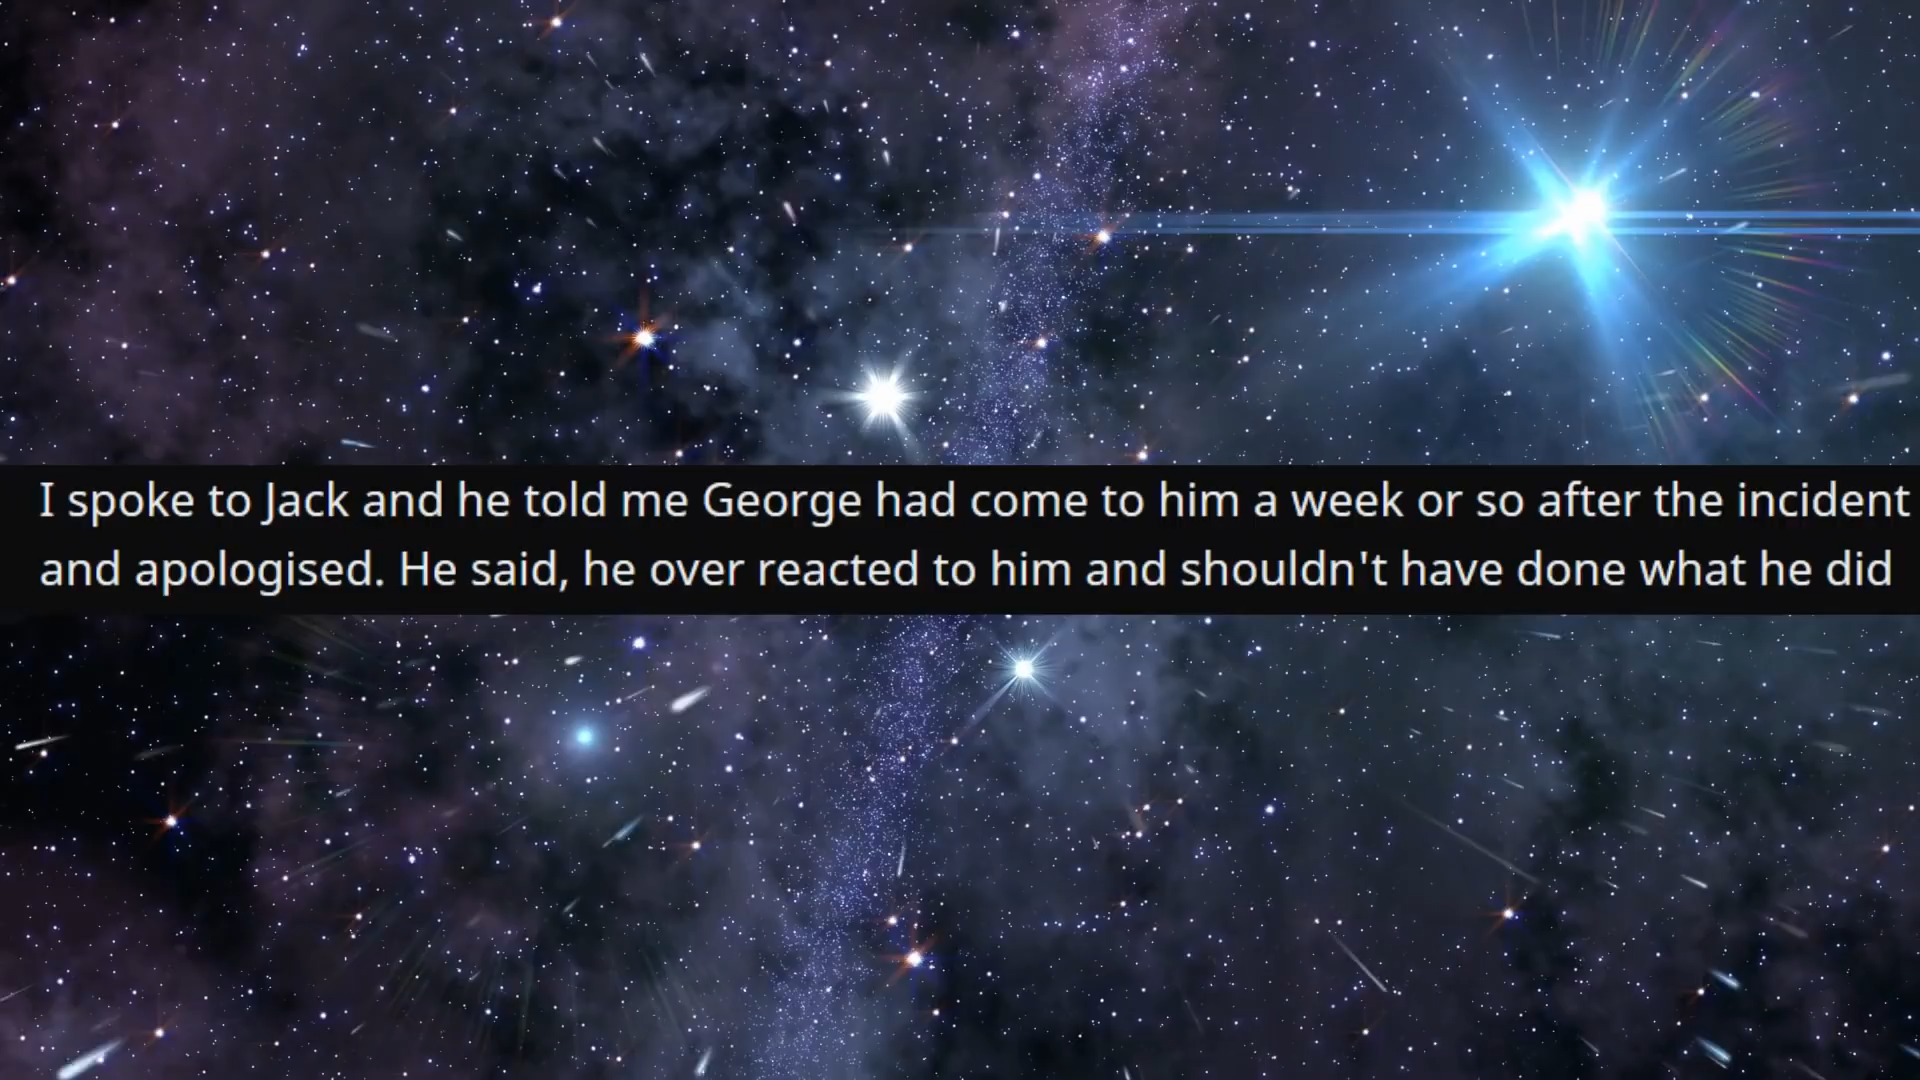 I spoke to Jack and he told me George had come to him a week or so after the incident
and apologised. He said, he over reacted to him and shouldn't have done what he did